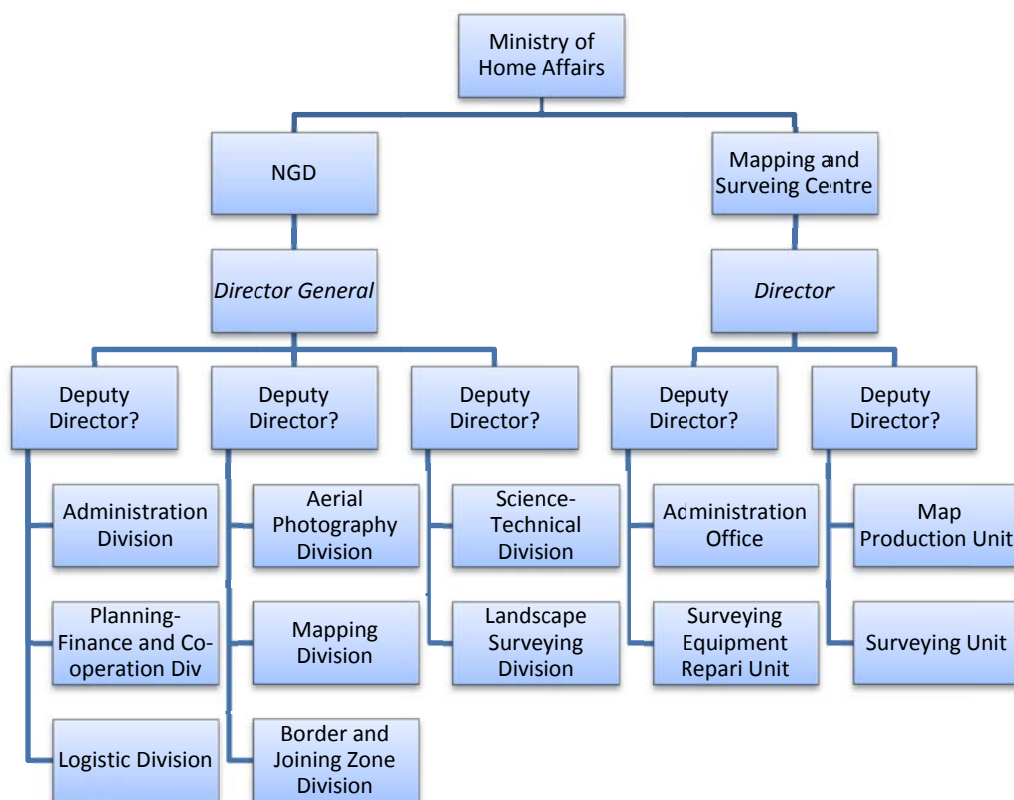 Ministry of
Home Affairs
NGD
Mapping and
Surveing Centre
Director General
Director
Deputy
Director?
Deputy
Director?
Deputy
Director?
Deputy
Director?
Deputy
Director?
Administration
Division
Aerial
Photography
Division
Science-
Technical
Division
Administration
Office
Map
Production Unit
Planning-
Finance and Co-
operation Div
Mapping
Division
Landscape
Surveying
Division
Surveying
Equipment
Repari Unit
Surveying Unit
Logistic Division
Border and
Joining Zone
Division